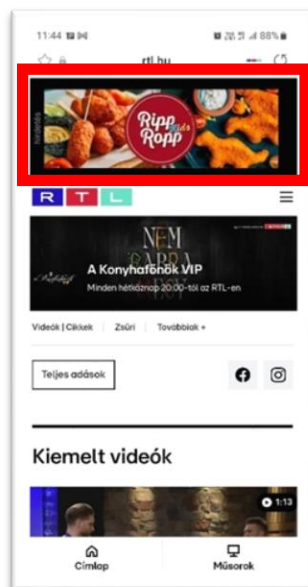 11:44
88%
rtl.hu
hirdetés
Ripp
kids
Ropp
RTL
NEM
A Konyhafőnök VIP
Minden hétköznap 20:00-tól az RTL-en
Videók | Cikkek Zsűri Továbbiak +
Teljes adások
Kiemelt videók
1:13
Címlap Műsorok